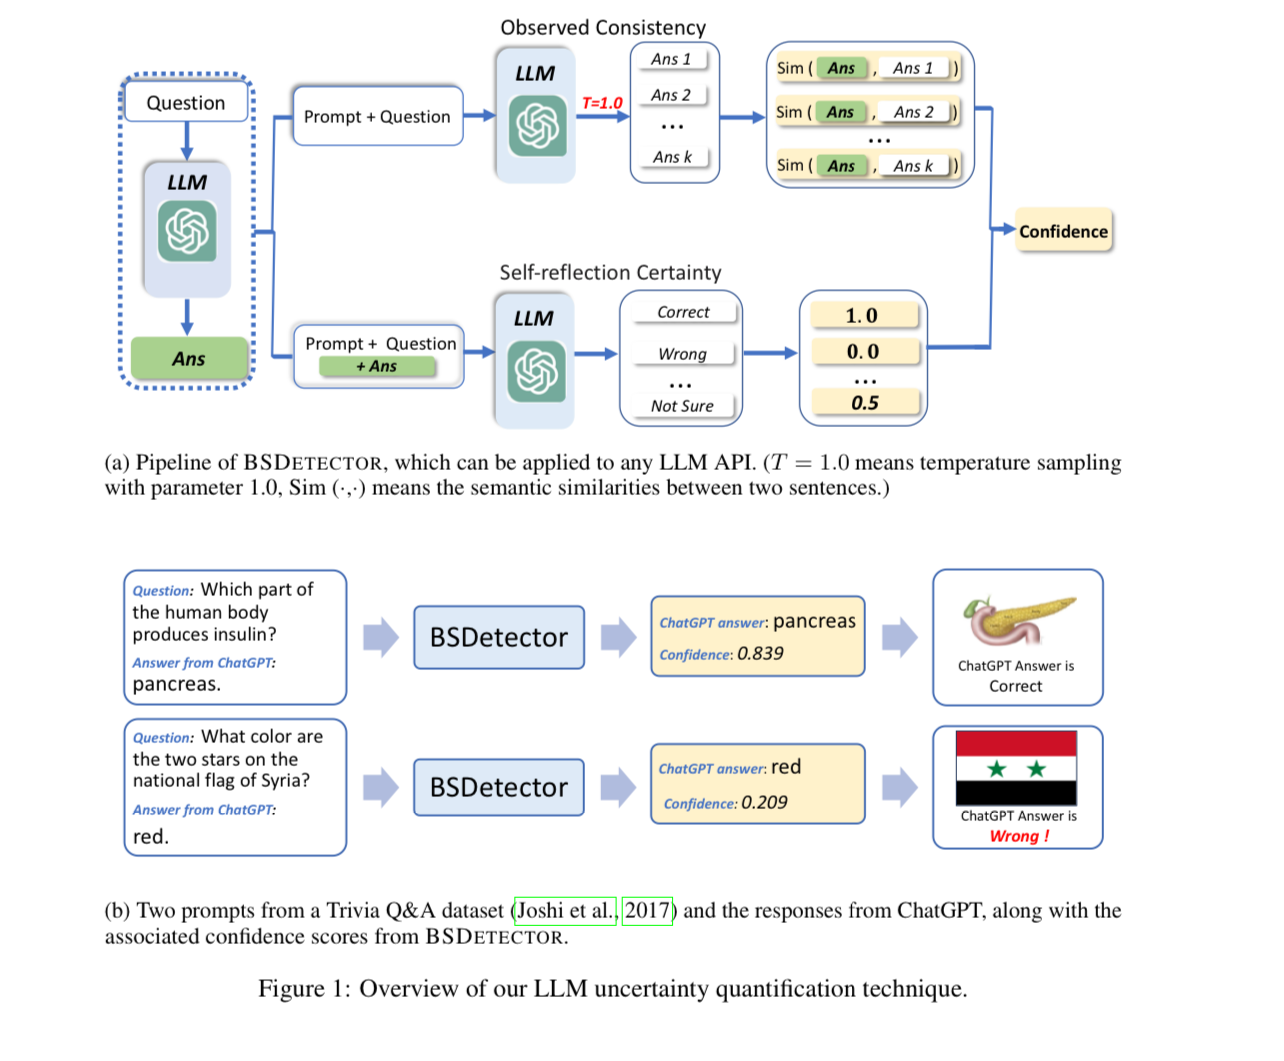 Observed Consistency
Question
LLM
Ans
Prompt + Question
LLM
T=1.0
Ans 1
Ans 2
...
Ans k
Sim ( Ans , Ans 1 )
Sim ( Ans , Ans 2 )
...
Sim ( Ans , Ans k )
Confidence
Self-reflection Certainty
Prompt + Question
+ Ans
LLM
Correct
Wrong
...
Not Sure
1.0
0.0
...
0.5
(a) Pipeline of BSDETECTOR, which can be applied to any LLM API. (T = 1.0 means temperature sampling
with parameter 1.0, Sim (·,·) means the semantic similarities between two sentences.)
Question: Which part of
the human body
produces insulin?
Answer from ChatGPT:
pancreas.
BSDetector
ChatGPT answer: pancreas
Confidence: 0.839
ChatGPT Answer is
Correct
Question: What color are
the two stars on the
national flag of Syria?
Answer from ChatGPT:
red.
BSDetector
ChatGPT answer: red
Confidence: 0.209
ChatGPT Answer is
Wrong !
(b) Two prompts from a Trivia Q&A dataset (Joshi et al., 2017) and the responses from ChatGPT, along with the
associated confidence scores from BSDETECTOR.
Figure 1: Overview of our LLM uncertainty quantification technique.